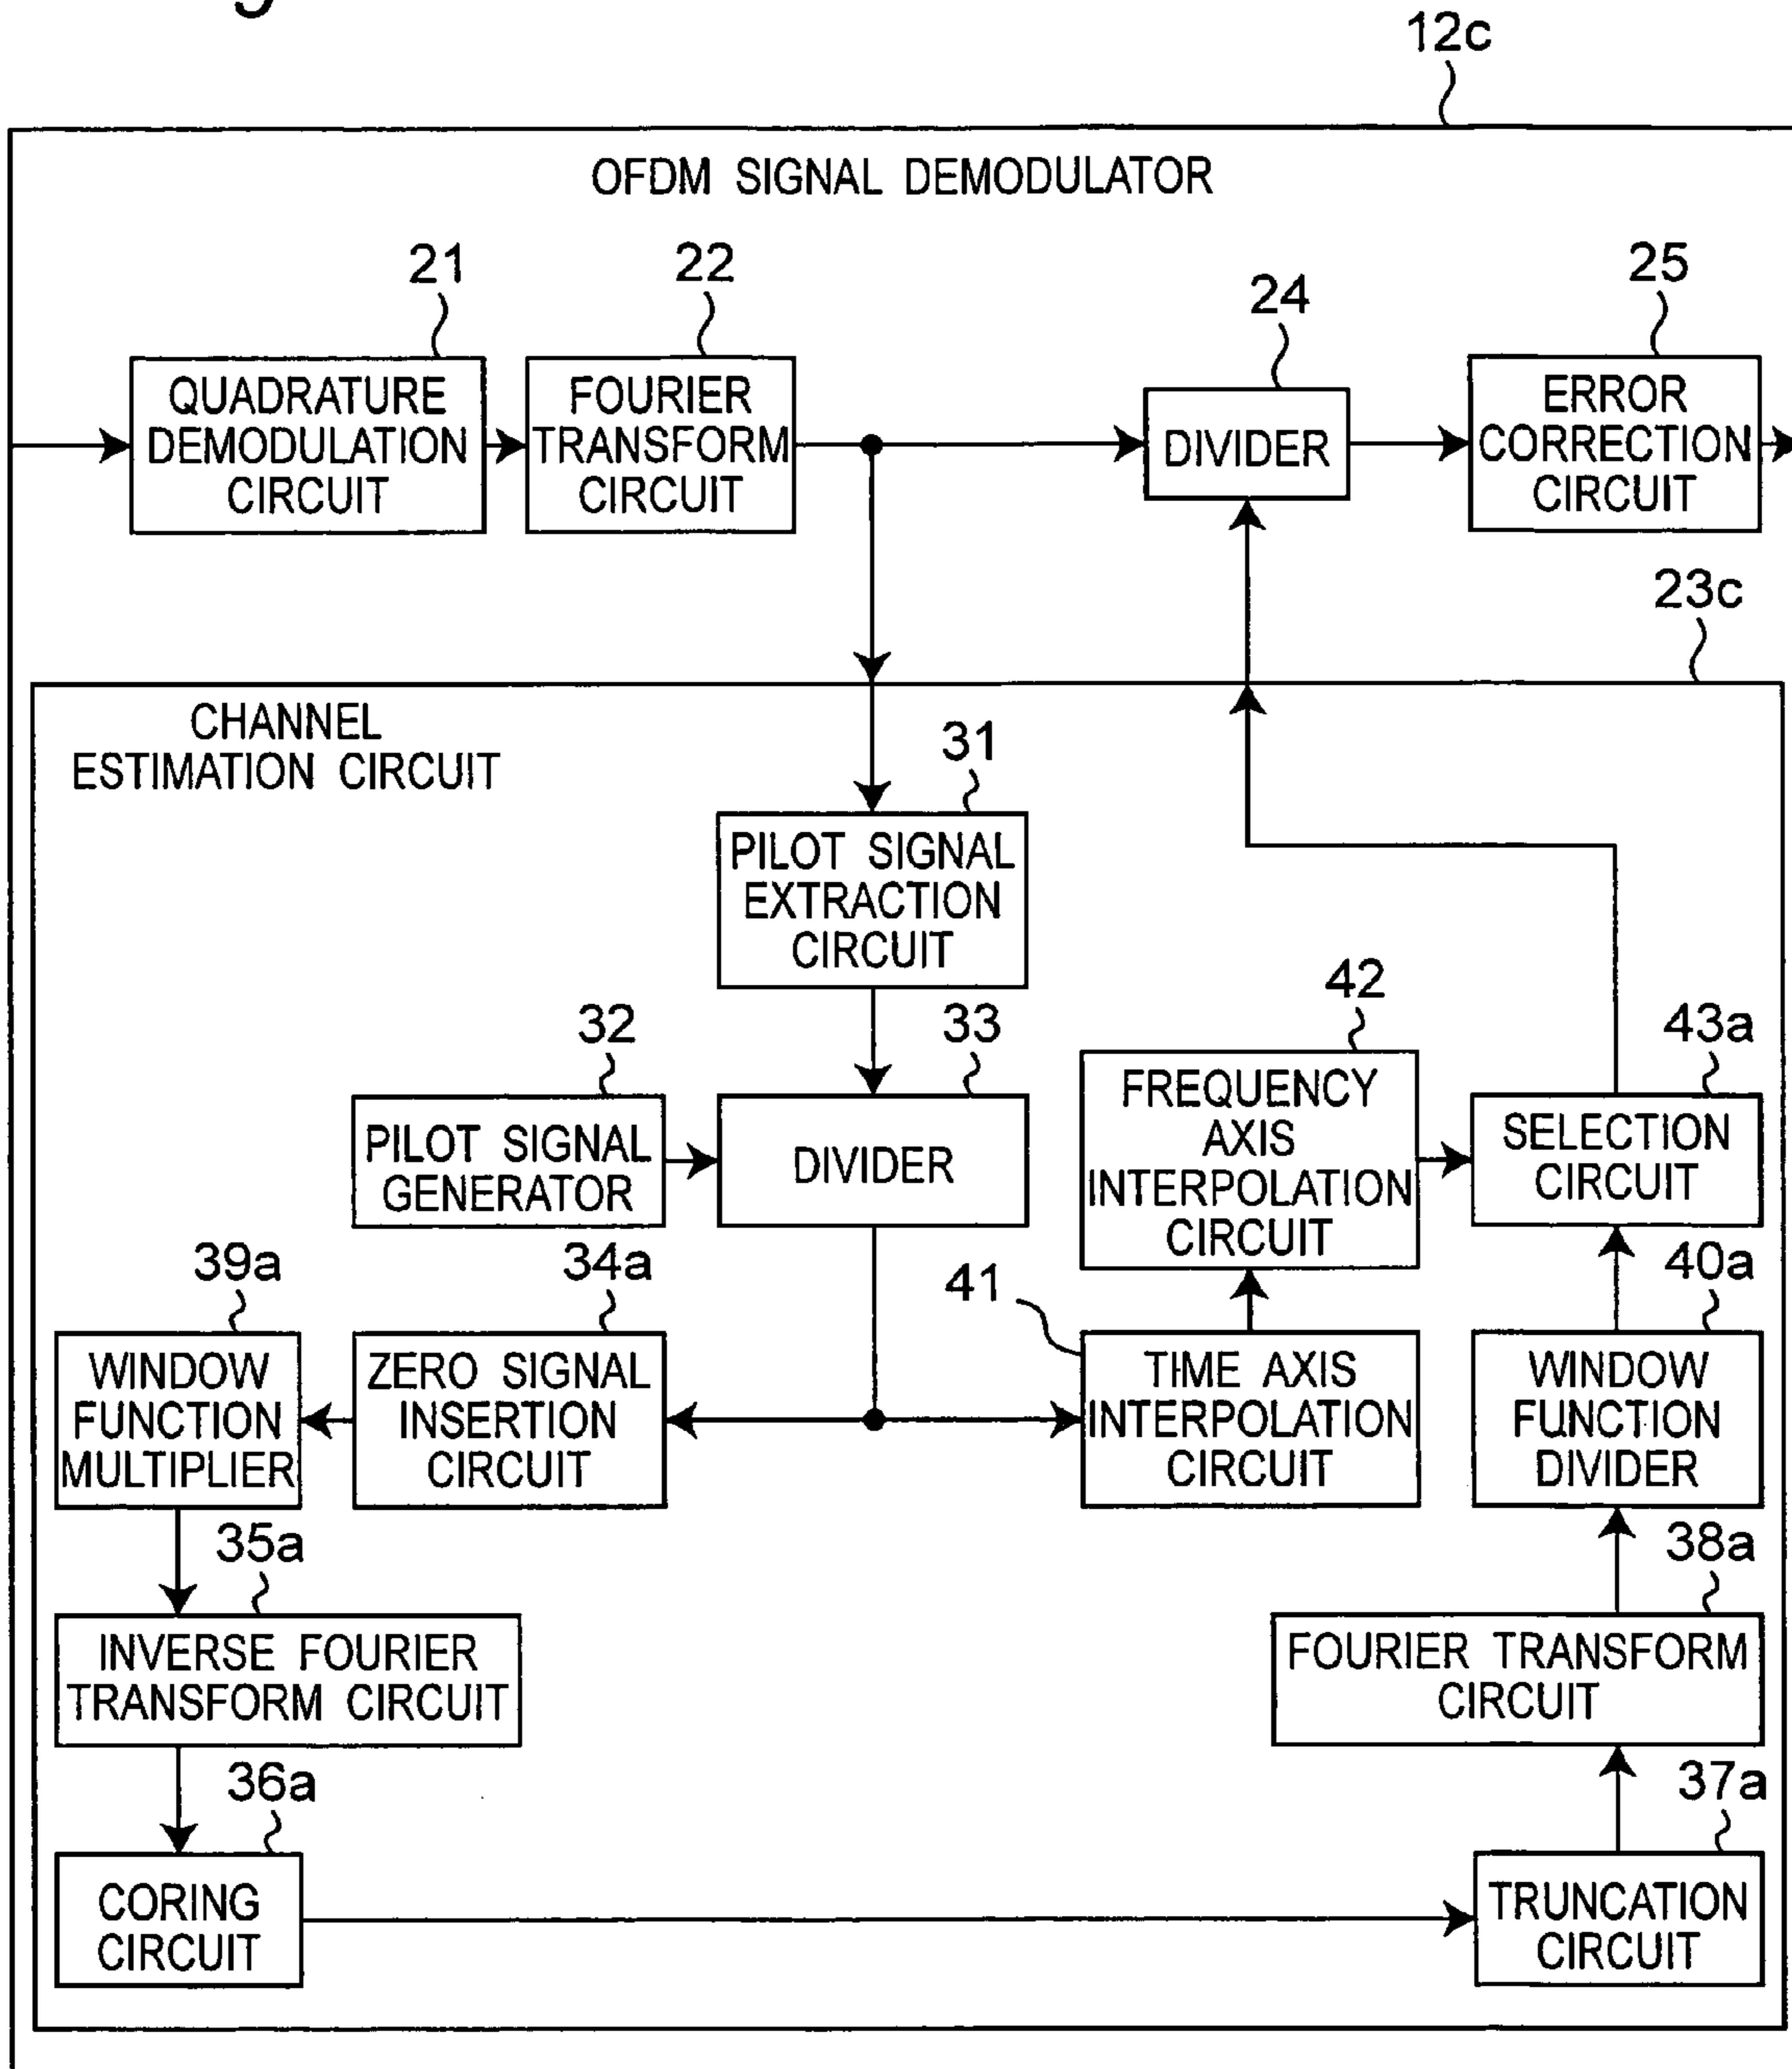 12c
OFDM SIGNAL DEMODULATOR
21
22
24
25
QUADRATURE
DEMODULATION
CIRCUIT
FOURIER
TRANSFORM
CIRCUIT
DIVIDER
ERROR
CORRECTION
CIRCUIT
23c
CHANNEL
ESTIMATION CIRCUIT
31
PILOT SIGNAL
EXTRACTION
CIRCUIT
32
33
42
43a
PILOT SIGNAL
GENERATOR
DIVIDER
FREQUENCY
AXIS
INTERPOLATION
CIRCUIT
SELECTION
CIRCUIT
39a
34a
41
40a
WINDOW
FUNCTION
MULTIPLIER
ZERO SIGNAL
INSERTION
CIRCUIT
TIME AXIS
INTERPOLATION
CIRCUIT
WINDOW
FUNCTION
DIVIDER
35a
38a
INVERSE FOURIER
TRANSFORM CIRCUIT
FOURIER TRANSFORM
CIRCUIT
36a
37a
CORING
CIRCUIT
TRUNCATION
CIRCUIT